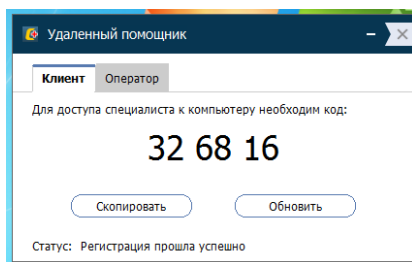 Удаленный помощник
Клиент Оператор
Для доступа специалиста к компьютеру необходим код:
32 68 16
Скопировать Обновить
Статус: Регистрация прошла успешно